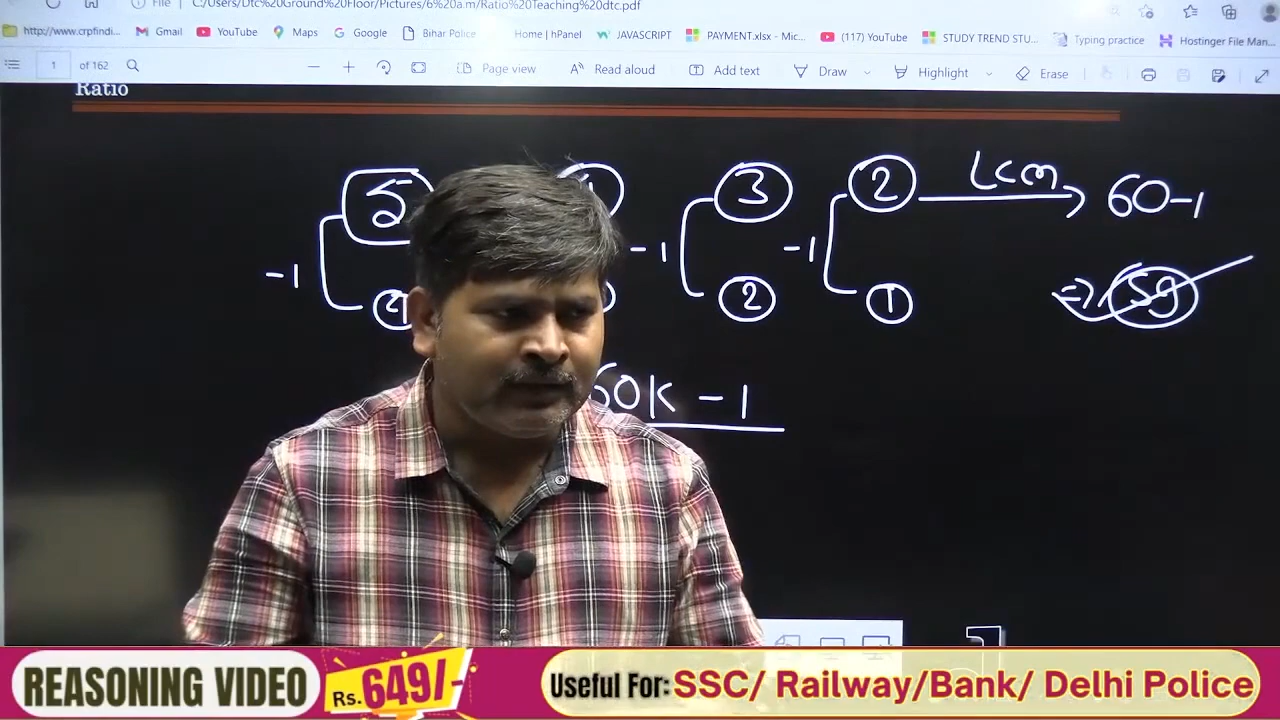 File C:/Users/Dtc%20Ground%20Floor/Pictures/6%20a.m/Ratio%20Teaching%20dtc.pdf
http://www.crpfindi... Gmail YouTube Maps Google Bihar Police Home | hPanel JAVASCRIPT PAYMENT.xlsx - Mic... (117) YouTube STUDY TREND STU... Typing practice Hostinger File Man...
1 of 162 Page view Read aloud Add text Draw Highlight Erase
Ratio
5 3 2 LCM 60-1
-1 -1 -1
4 2 1 => 59
60K - 1
REASONING VIDEO Rs. 649/- Useful For: SSC/ Railway/Bank/ Delhi Police